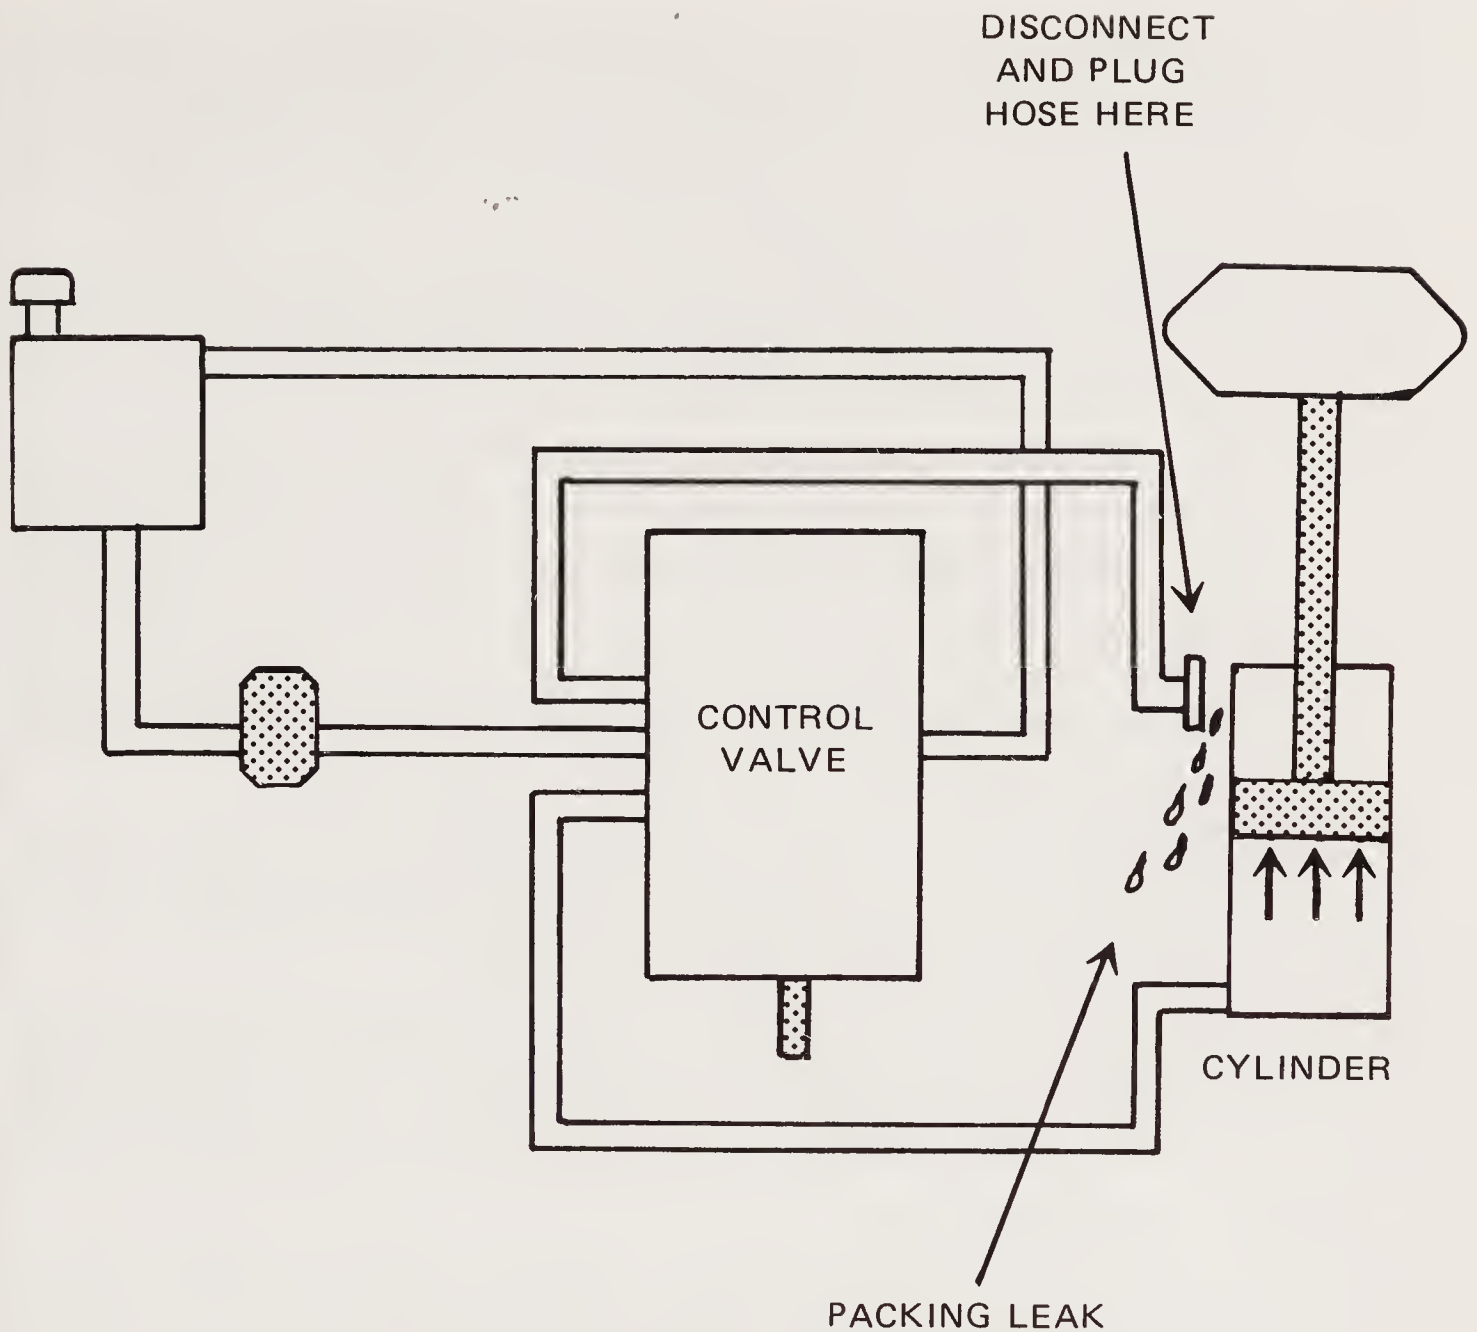 DISCONNECT
AND PLUG
HOSE HERE
CONTROL
VALVE
CYLINDER
PACKING LEAK